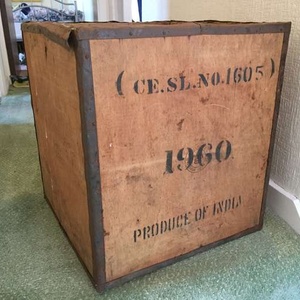 (CE.SL.NO.1605)
1960
PRODUCE OF INDIA